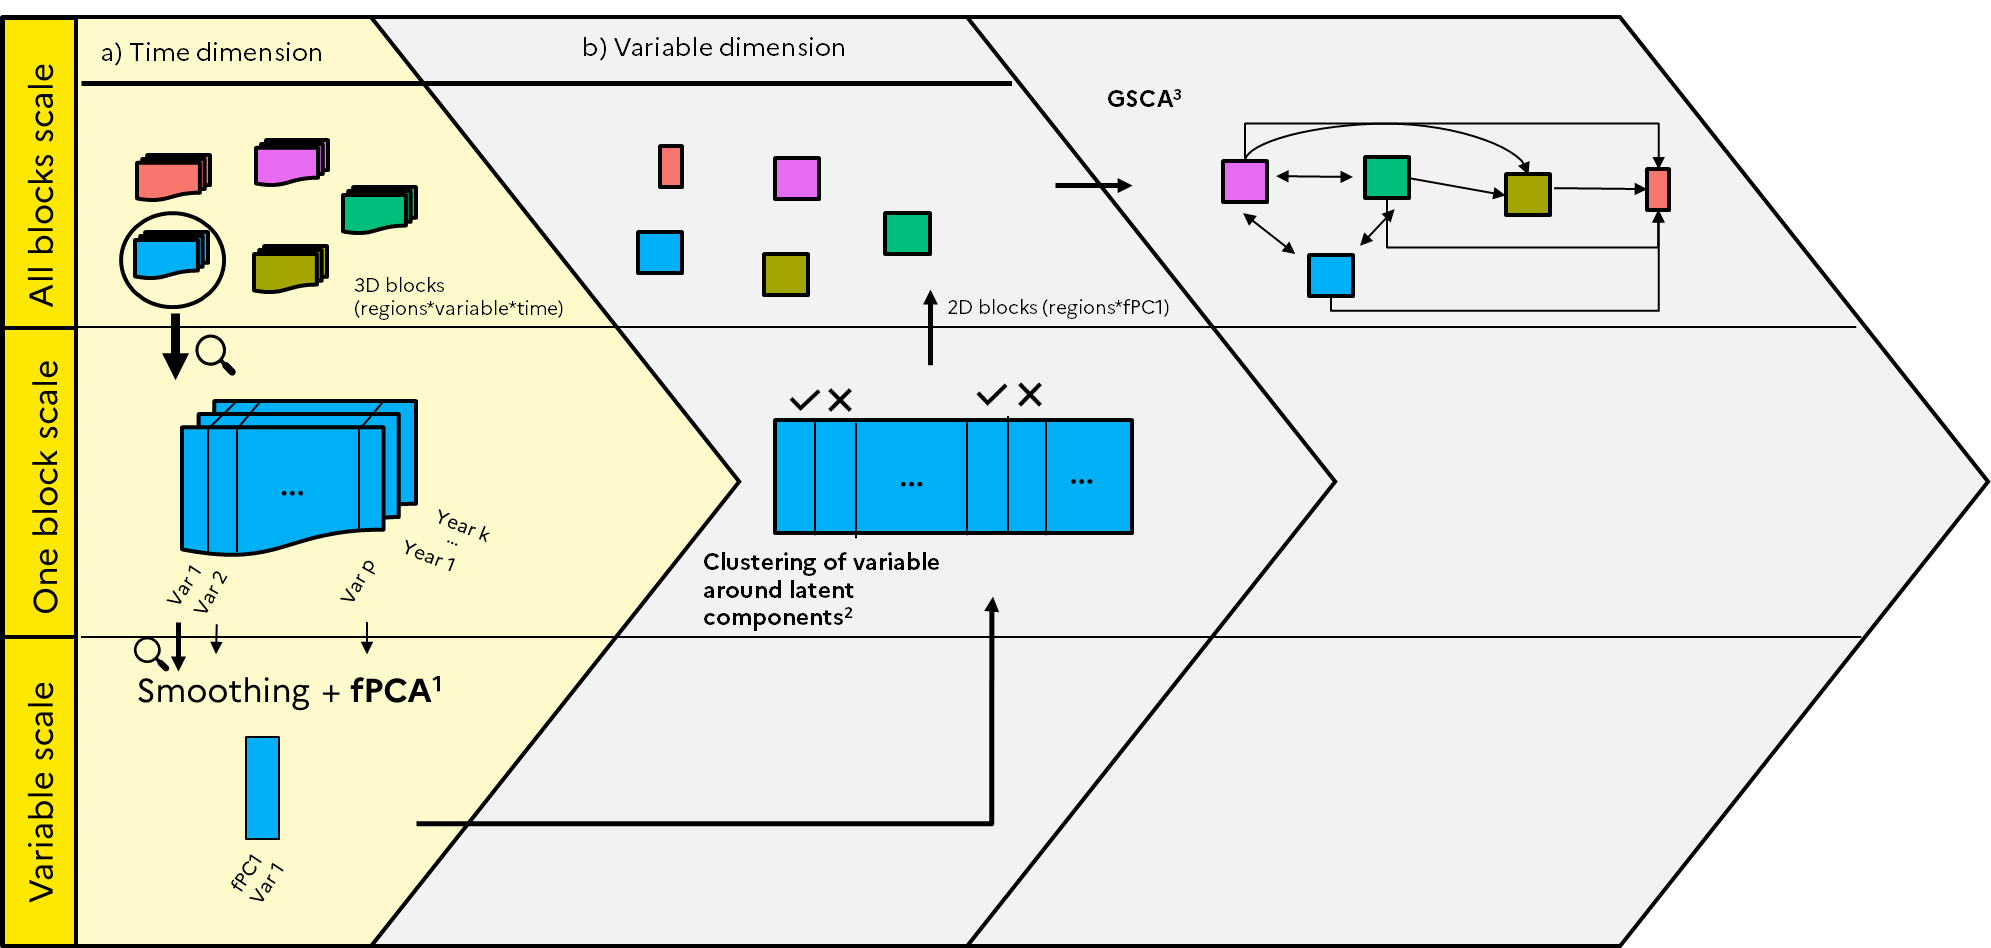 All blocks scale
a) Time dimension
b) Variable dimension
GSCA³
3D blocks
(regions*variable*time)
2D blocks (regions*fPC1)
One block scale
...
Year k
...
Year 1
Var 1
Var 2
Var p
...
...
Clustering of variable
around latent
components²
Variable scale
Smoothing + fPCA¹
fPC1
Var 1